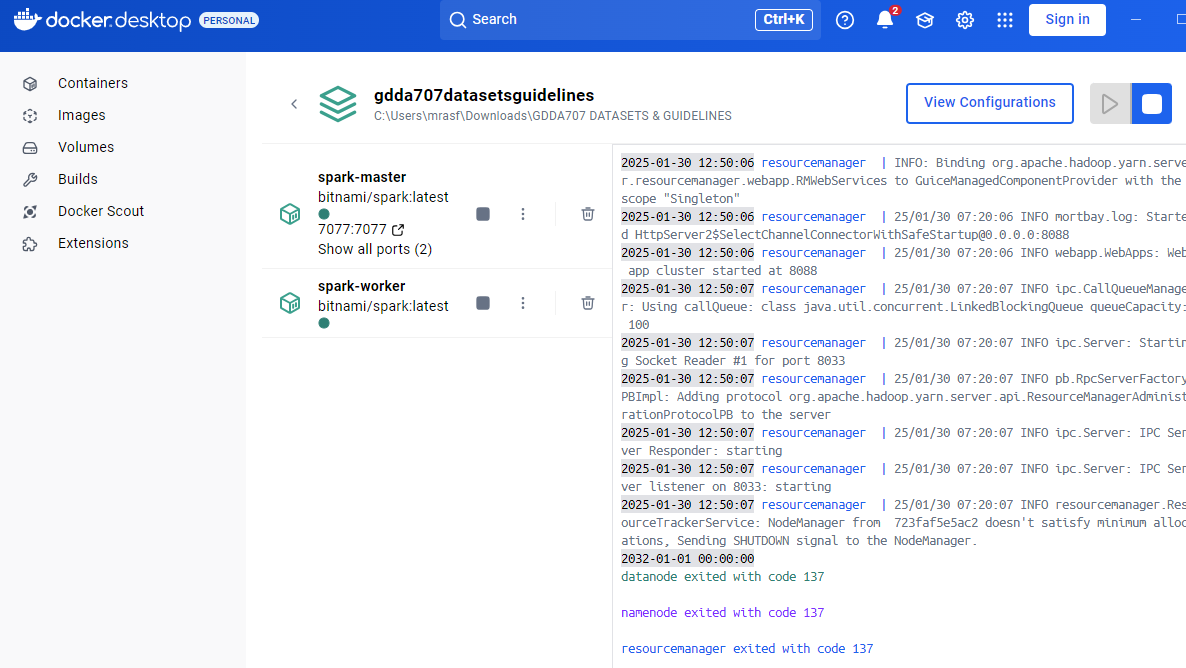 docker.desktop PERSONAL
Search
Ctrl+K
2
Sign in
Containers
Images
Volumes
Builds
Docker Scout
Extensions
gdda707datasetsguidelines
C:\Users\mrasf\Downloads\GDDA707 DATASETS & GUIDELINES
View Configurations
spark-master
bitnami/spark:latest
7077:7077
Show all ports (2)
spark-worker
bitnami/spark:latest
2025-01-30 12:50:06 resourcemanager | INFO: Binding org.apache.hadoop.yarn.serve
r.resourcemanager.webapp.RMWebServices to GuiceManagedComponentProvider with the
scope "Singleton"
2025-01-30 12:50:06 resourcemanager | 25/01/30 07:20:06 INFO mortbay.log: Starte
d HttpServer2$SelectChannelConnectorWithSafeStartup@0.0.0.0:8088
2025-01-30 12:50:06 resourcemanager | 25/01/30 07:20:06 INFO webapp.WebApps: Web
app cluster started at 8088
2025-01-30 12:50:07 resourcemanager | 25/01/30 07:20:07 INFO ipc.CallQueueManage
r: Using callQueue: class java.util.concurrent.LinkedBlockingQueue queueCapacity:
100
2025-01-30 12:50:07 resourcemanager | 25/01/30 07:20:07 INFO ipc.Server: Startin
g Socket Reader #1 for port 8033
2025-01-30 12:50:07 resourcemanager | 25/01/30 07:20:07 INFO pb.RpcServerFactory
PBImpl: Adding protocol org.apache.hadoop.yarn.server.api.ResourceManagerAdminist
rationProtocolPB to the server
2025-01-30 12:50:07 resourcemanager | 25/01/30 07:20:07 INFO ipc.Server: IPC Ser
ver Responder: starting
2025-01-30 12:50:07 resourcemanager | 25/01/30 07:20:07 INFO ipc.Server: IPC Ser
ver listener on 8033: starting
2025-01-30 12:50:07 resourcemanager | 25/01/30 07:20:07 INFO resourcemanager.Res
ourceTrackerService: NodeManager from  723faf5e5ac2 doesn't satisfy minimum alloc
ations, Sending SHUTDOWN signal to the NodeManager.
2032-01-01 00:00:00
datanode exited with code 137
namenode exited with code 137
resourcemanager exited with code 137